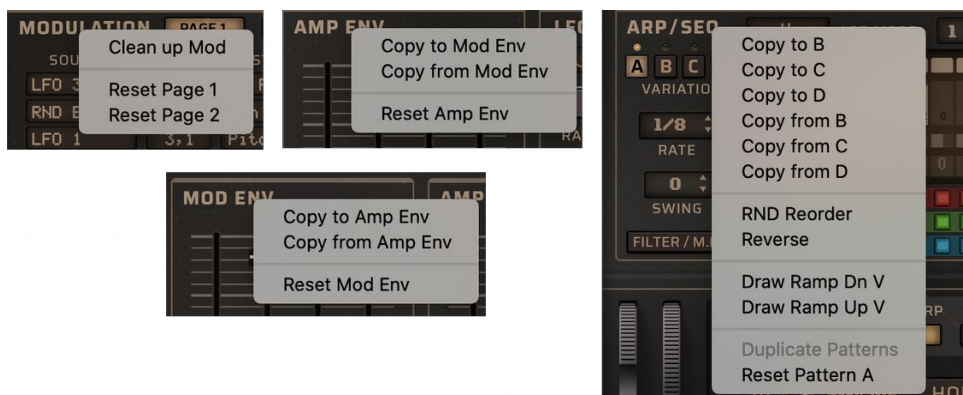 MODULATION PAGE 1
Clean up Mod
Reset Page 1
Reset Page 2
LFO 3
RND
LFO 1 3,1
AMP ENV
Copy to Mod Env
Copy from Mod Env
Reset Amp Env
MOD ENV
Copy to Amp Env
Copy from Amp Env
Reset Mod Env
ARP/SEQ
A B C
VARIATIO
1/8
RATE
0
SWING
FILTER / M.
Copy to B
Copy to C
Copy to D
Copy from B
Copy from C
Copy from D
RND Reorder
Reverse
Draw Ramp Dn V
Draw Ramp Up V
Duplicate Patterns
Reset Pattern A
1